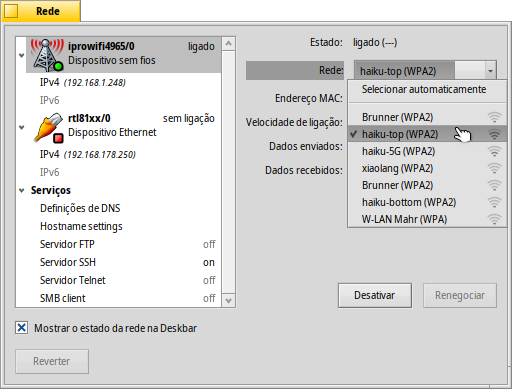 Rede
iprowifi4965/0 ligado
Dispositivo sem fios
IPv4 (192.168.1.248)
IPv6
rtl81xx/0 sem ligação
Dispositivo Ethernet
IPv4 (192.168.178.250)
IPv6
Serviços
Definições de DNS
Hostname settings
Servidor FTP off
Servidor SSH on
Servidor Telnet off
SMB client off
Mostrar o estado da rede na Deskbar
Reverter
Estado: ligado (---)
Rede: haiku-top (WPA2)
Endereço MAC:
Velocidade de ligação:
Dados enviados:
Dados recebidos:
Selecionar automaticamente
Brunner (WPA2)
haiku-top (WPA2)
haiku-5G (WPA2)
xiaolang (WPA2)
Brunner (WPA2)
haiku-bottom (WPA2)
W-LAN Mahr (WPA)
Desativar Renegociar